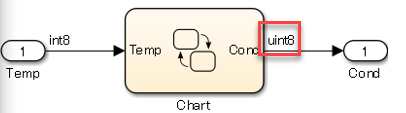 int8
uint8
1
Temp
Cond
1
Temp
Chart
Cond